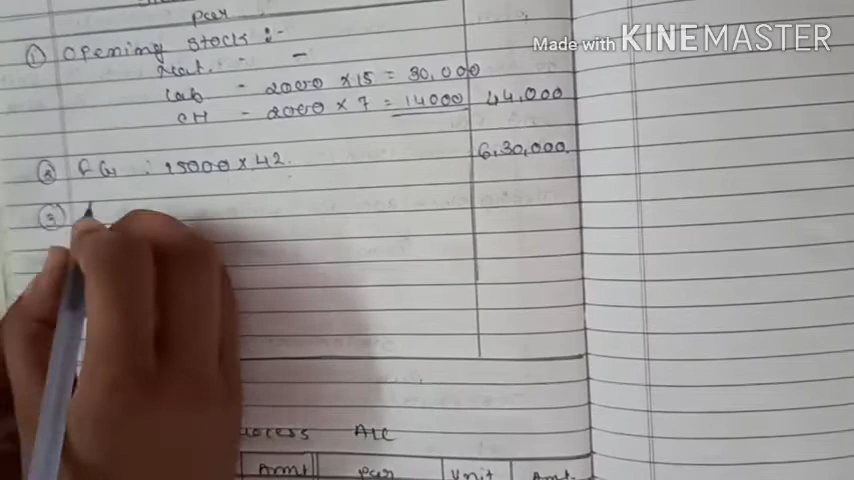 Made with KINEMASTER
Par
① Opening Stock :-
Mat. - -
Lab - 2000 × 15 = 30,000
OH - 2000 × 7 = 14000 44,000
② FG : 15000 × 42. 6,30,000.
③
Process A/C
Amt Par Unit Amt.